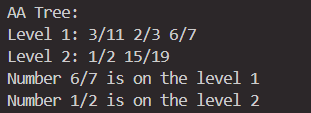 AA Tree:
Level 1: 3/11 2/3 6/7
Level 2: 1/2 15/19
Number 6/7 is on the level 1
Number 1/2 is on the level 2